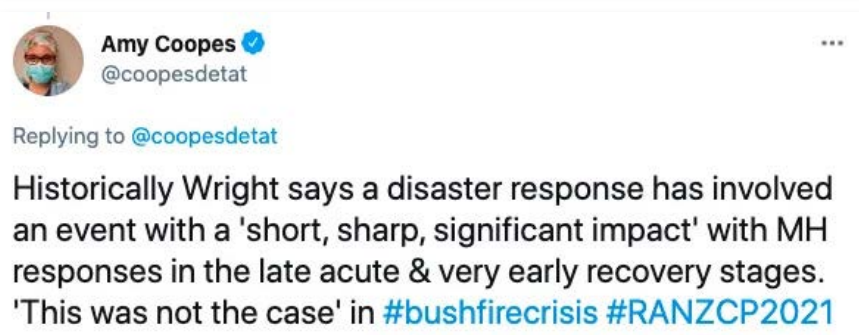 Amy Coopes
@coopesdetat
Replying to @coopesdetat
Historically Wright says a disaster response has involved
an event with a 'short, sharp, significant impact' with MH
responses in the late acute & very early recovery stages.
'This was not the case' in #bushfirecrisis #RANZCP2021